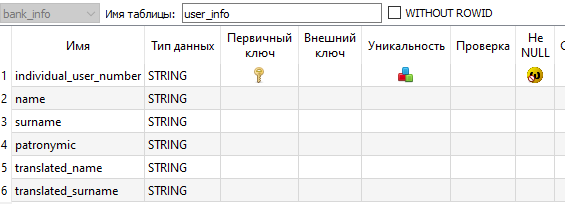 bank_info Имя таблицы: user_info WITHOUT ROWID
Имя Тип данных Первичный ключ Внешний ключ Уникальность Проверка Не NULL С
1 individual_user_number STRING
2 name STRING
3 surname STRING
4 patronymic STRING
5 translated_name STRING
6 translated_surname STRING